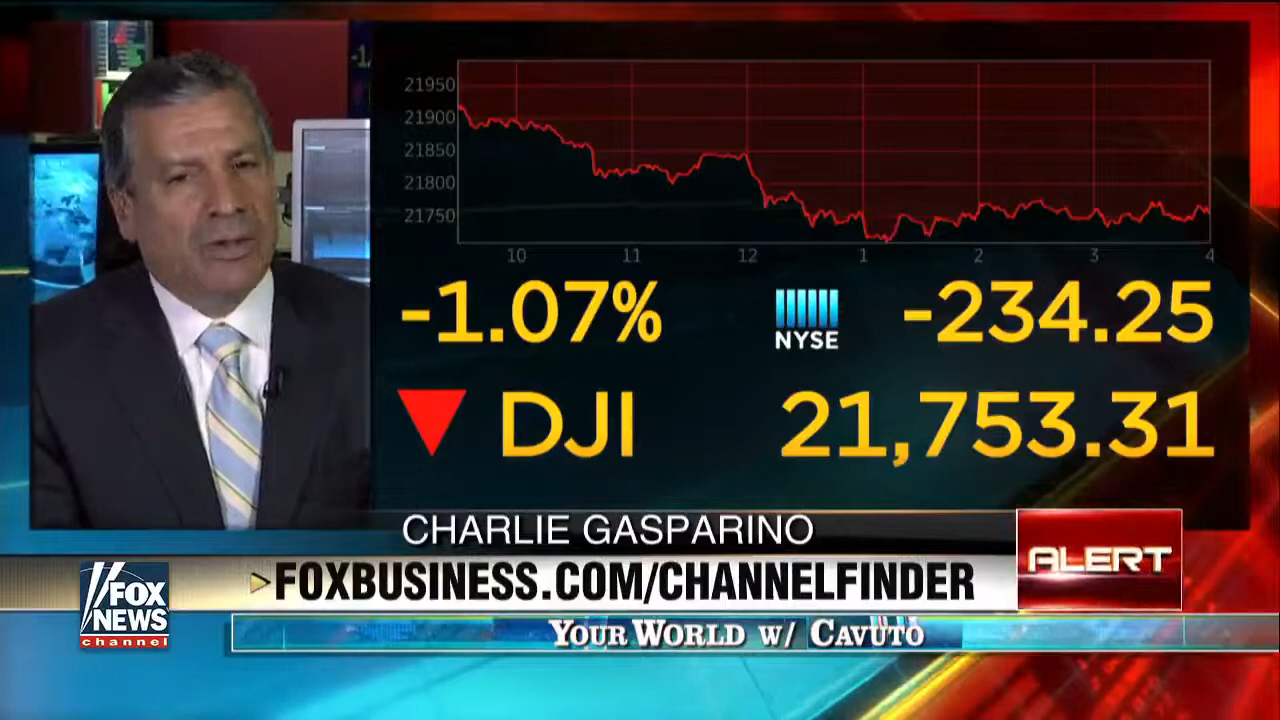 21950
21900
21850
21800
21750
10 11 12 1 2 3 4
-1.07% NYSE -234.25
DJI 21,753.31
CHARLIE GASPARINO
ALERT
FOXBUSINESS.COM/CHANNELFINDER
FOX
NEWS
channel
YOUR WORLD W/ CAVUTO